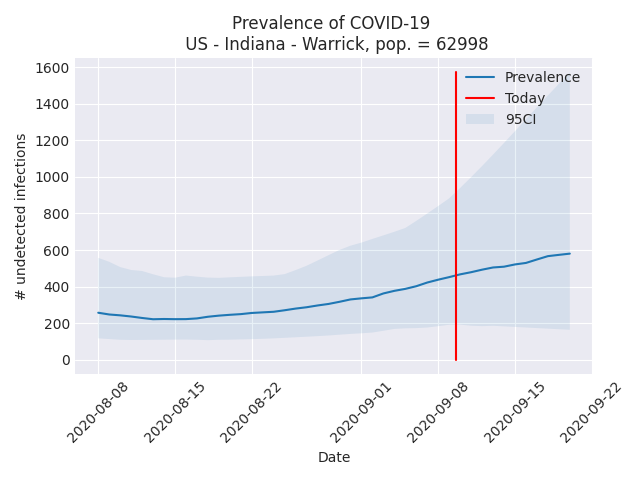 Prevalence of COVID-19
US - Indiana - Warrick, pop. = 62998
1600
1400
1200
1000
800
600
400
200
0
# undetected infections
Prevalence
Today
95CI
2020-08-08
2020-08-15
2020-08-22
2020-09-01
2020-09-08
2020-09-15
2020-09-22
Date